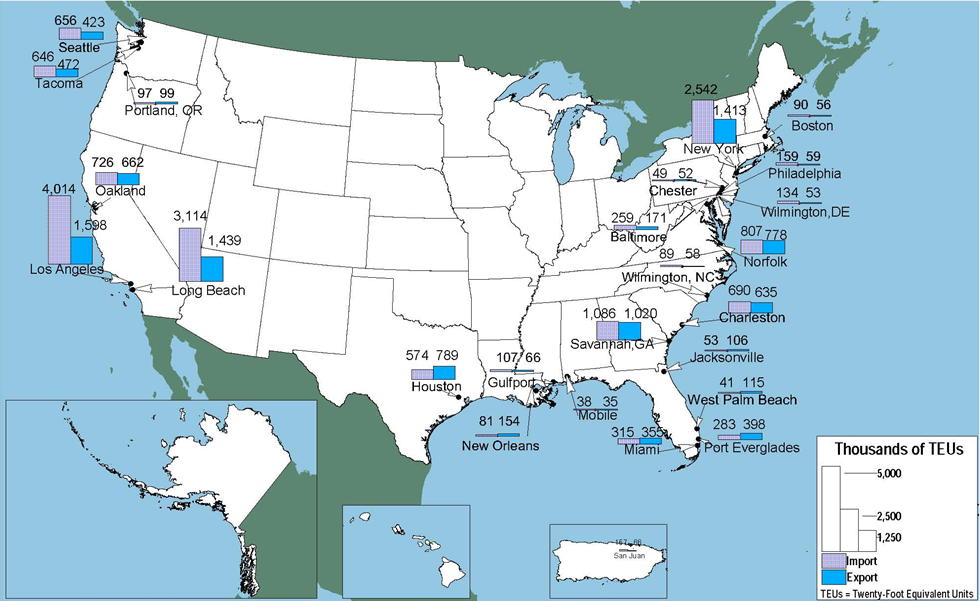 656 423
Seattle
646 472
Tacoma
97 99
Portland, OR
726 662
Oakland
4,014
1,598
Los Angeles
3,114
1,439
Long Beach
2,542
1,413
New York
90 56
Boston
159 59
Philadelphia
49 52
Chester
134 53
Wilmington,DE
259 171
Baltimore
807 778
Norfolk
89 58
Wilmington, NC
690 635
Charleston
1,086 1,020
Savannah,GA
53 106
Jacksonville
574 789
Houston
107 66
Gulfport
41 115
West Palm Beach
38 35
Mobile
81 154
New Orleans
315 355
Miami
283 398
Port Everglades
San Juan
Thousands of TEUs
5,000
2,500
1,250
Import
Export
TEUs = Twenty-Foot Equivalent Units